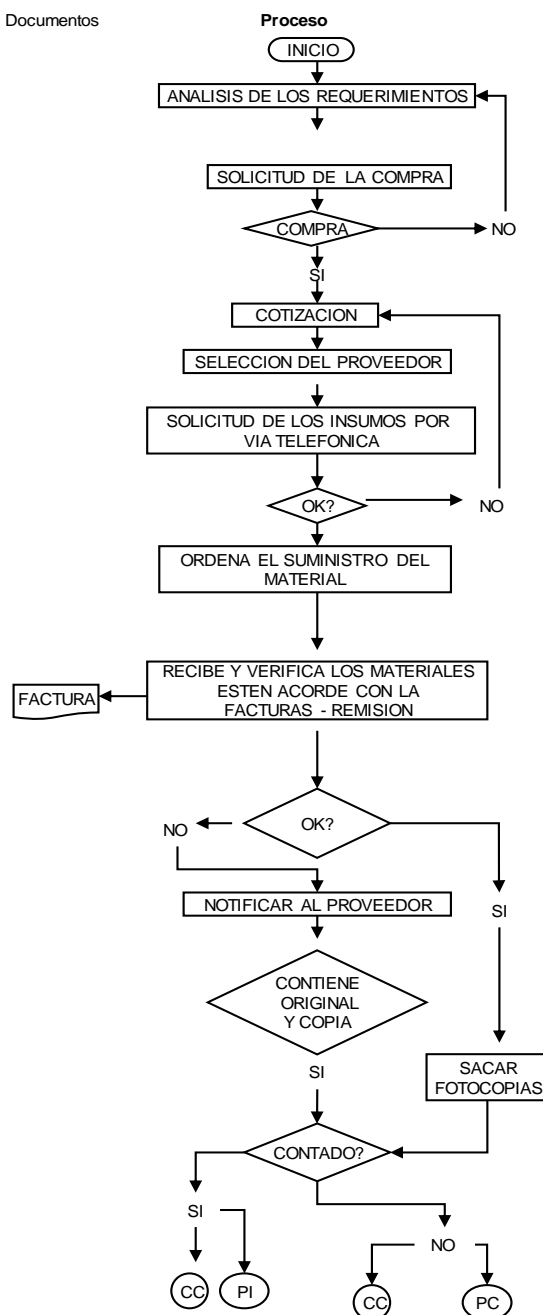 Documentos
Proceso
INICIO
ANALISIS DE LOS REQUERIMIENTOS
SOLICITUD DE LA COMPRA
COMPRA
NO
SI
COTIZACION
SELECCION DEL PROVEEDOR
SOLICITUD DE LOS INSUMOS POR
VIA TELEFONICA
OK?
NO
ORDENA EL SUMINISTRO DEL
MATERIAL
RECIBE Y VERIFICA LOS MATERIALES
ESTEN ACORDE CON LA
FACTURAS - REMISION
FACTURA
OK?
NO
NOTIFICAR AL PROVEEDOR
SI
CONTIENE
ORIGINAL
Y COPIA
SI
SACAR
FOTOCOPIAS
CONTADO?
SI
NO
CC
PI
CC
PC